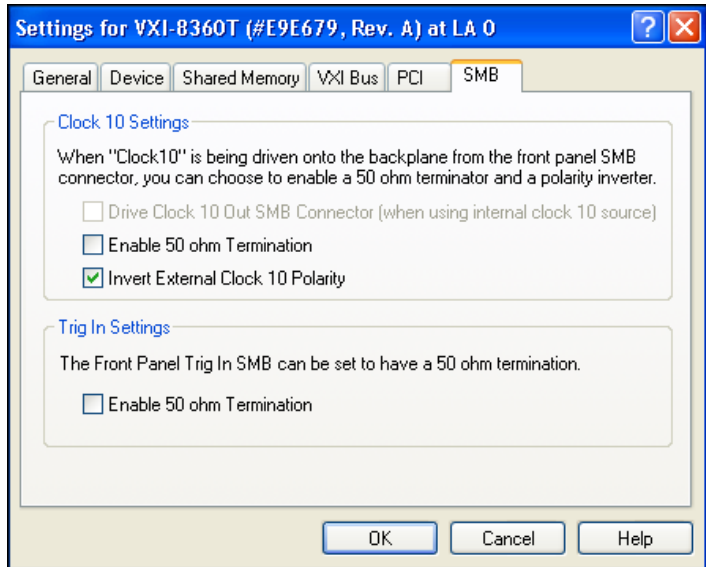 Settings for VXI-8360T (#E9E679, Rev. A) at LA 0
General Device Shared Memory VXI Bus PCI SMB
Clock 10 Settings
When "Clock10" is being driven onto the backplane from the front panel SMB
connector, you can choose to enable a 50 ohm terminator and a polarity inverter.
Drive Clock 10 Out SMB Connector (when using internal clock 10 source)
Enable 50 ohm Termination
Invert External Clock 10 Polarity
Trig In Settings
The Front Panel Trig In SMB can be set to have a 50 ohm termination.
Enable 50 ohm Termination
OK Cancel Help